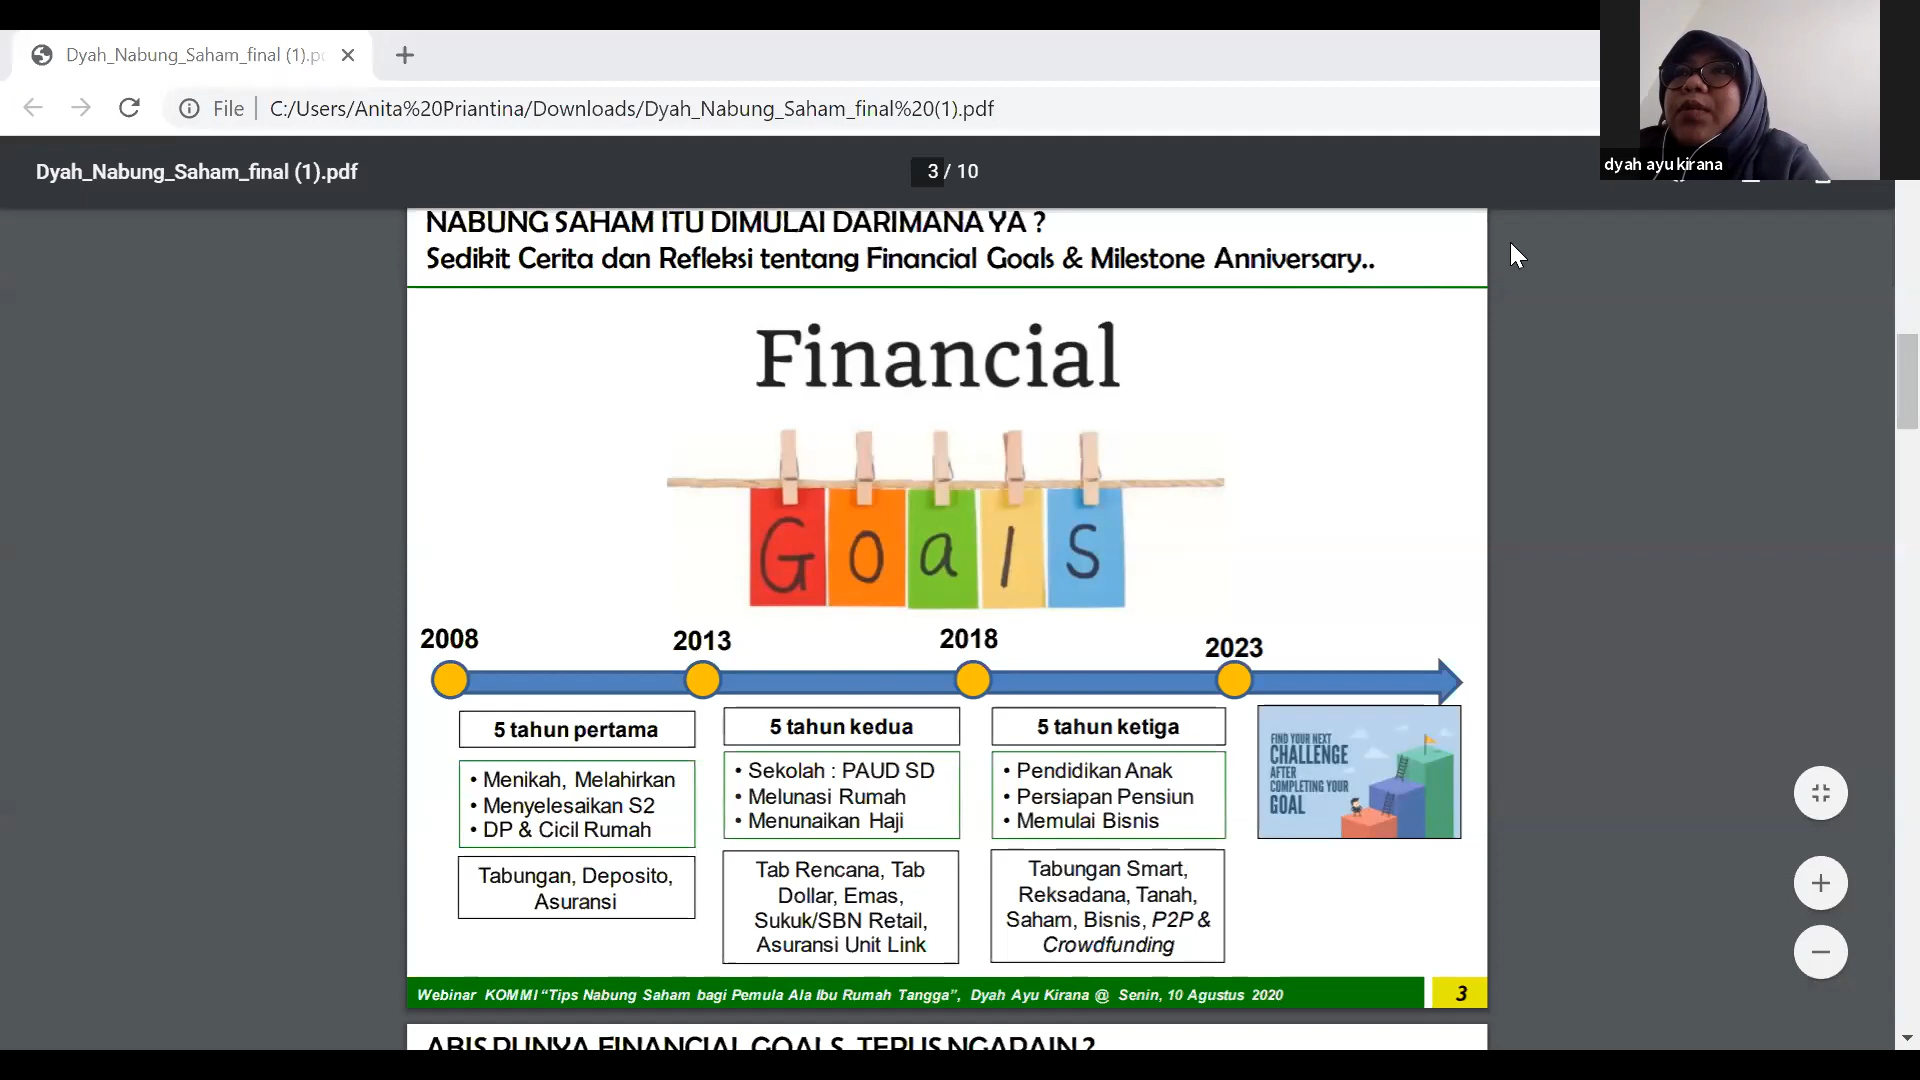 Dyah_Nabung_Saham_final (1).p
File
C:/Users/Anita%20Priantina/Downloads/Dyah_Nabung_Saham_final%20(1).pdf
dyah ayu kirana
Dyah_Nabung_Saham_final (1).pdf
3 / 10
NABUNG SAHAM ITU DIMULAI DARIMANA YA ?
Sedikit Cerita dan Refleksi tentang Financial Goals & Milestone Anniversary..
Financial
Goals
2008
2013
2018
2023
5 tahun pertama
• Menikah, Melahirkan
• Menyelesaikan S2
• DP & Cicil Rumah
Tabungan, Deposito,
Asuransi
5 tahun kedua
• Sekolah : PAUD SD
• Melunasi Rumah
• Menunaikan Haji
Tab Rencana, Tab
Dollar, Emas,
Sukuk/SBN Retail,
Asuransi Unit Link
5 tahun ketiga
• Pendidikan Anak
• Persiapan Pensiun
• Memulai Bisnis
Tabungan Smart,
Reksadana, Tanah,
Saham, Bisnis, P2P &
Crowdfunding
FIND YOUR NEXT
CHALLENGE
AFTER
COMPLETING YOUR
GOAL
Webinar KOMMI “Tips Nabung Saham bagi Pemula Ala Ibu Rumah Tangga”, Dyah Ayu Kirana @ Senin, 10 Agustus 2020
3
ABIS PUNYA FINANCIAL GOALS, TERUS NGAPAIN ?